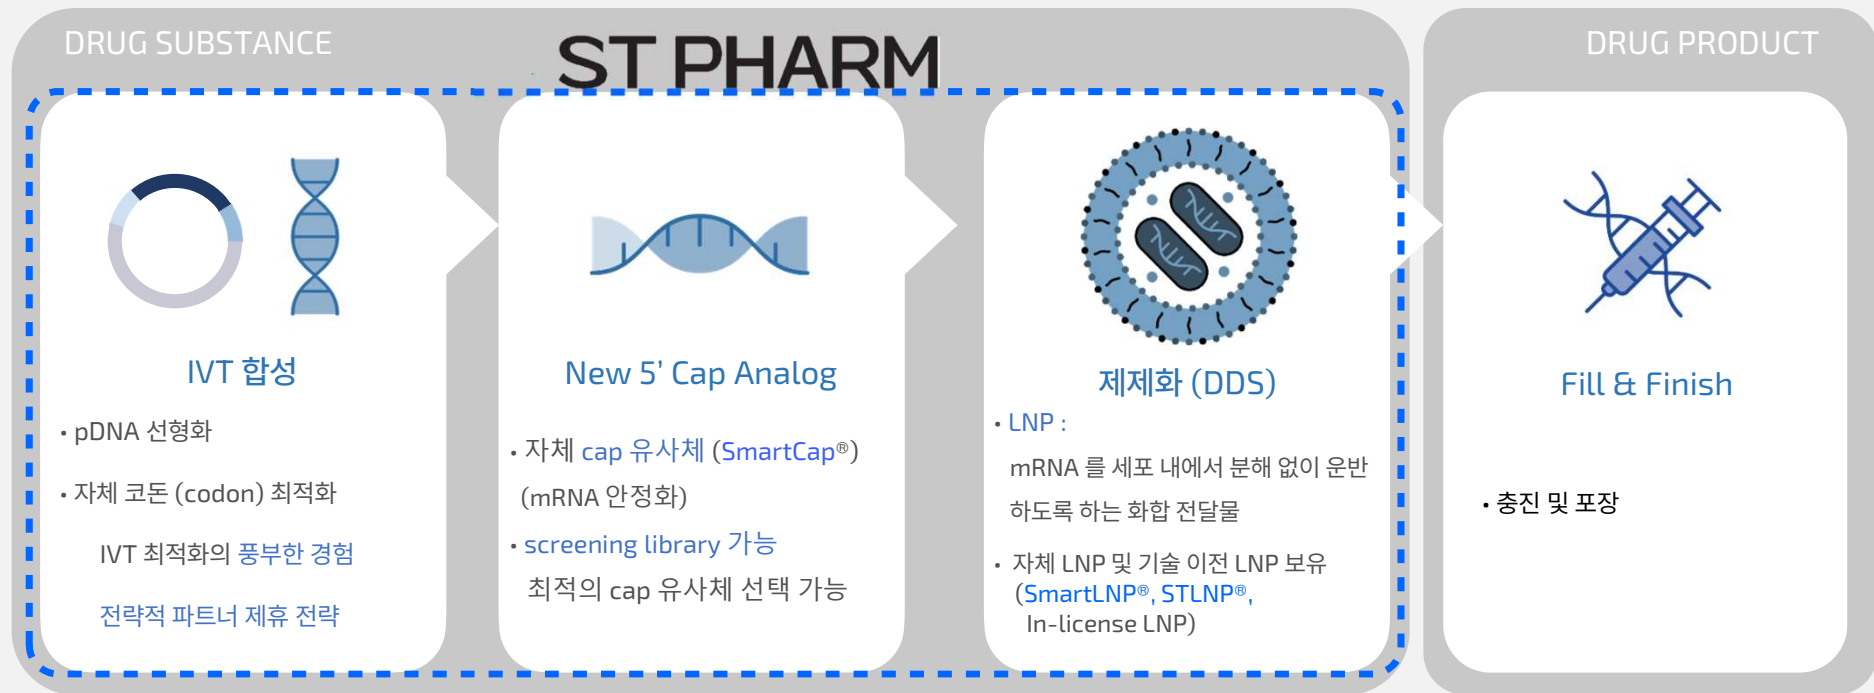 DRUG SUBSTANCE
ST PHARM
DRUG PRODUCT
IVT 합성
• pDNA 선형화
• 자체 코돈 (codon) 최적화
IVT 최적화의 풍부한 경험
전략적 파트너 제휴 전략
New 5’ Cap Analog
• 자체 cap 유사체 (SmartCap®)
(mRNA 안정화)
• screening library 가능
최적의 cap 유사체 선택 가능
제제화 (DDS)
• LNP :
mRNA 를 세포 내에서 분해 없이 운반
하도록 하는 화합 전달물
• 자체 LNP 및 기술 이전 LNP 보유
(SmartLNP®, STLNP®,
In-license LNP)
Fill & Finish
• 충진 및 포장